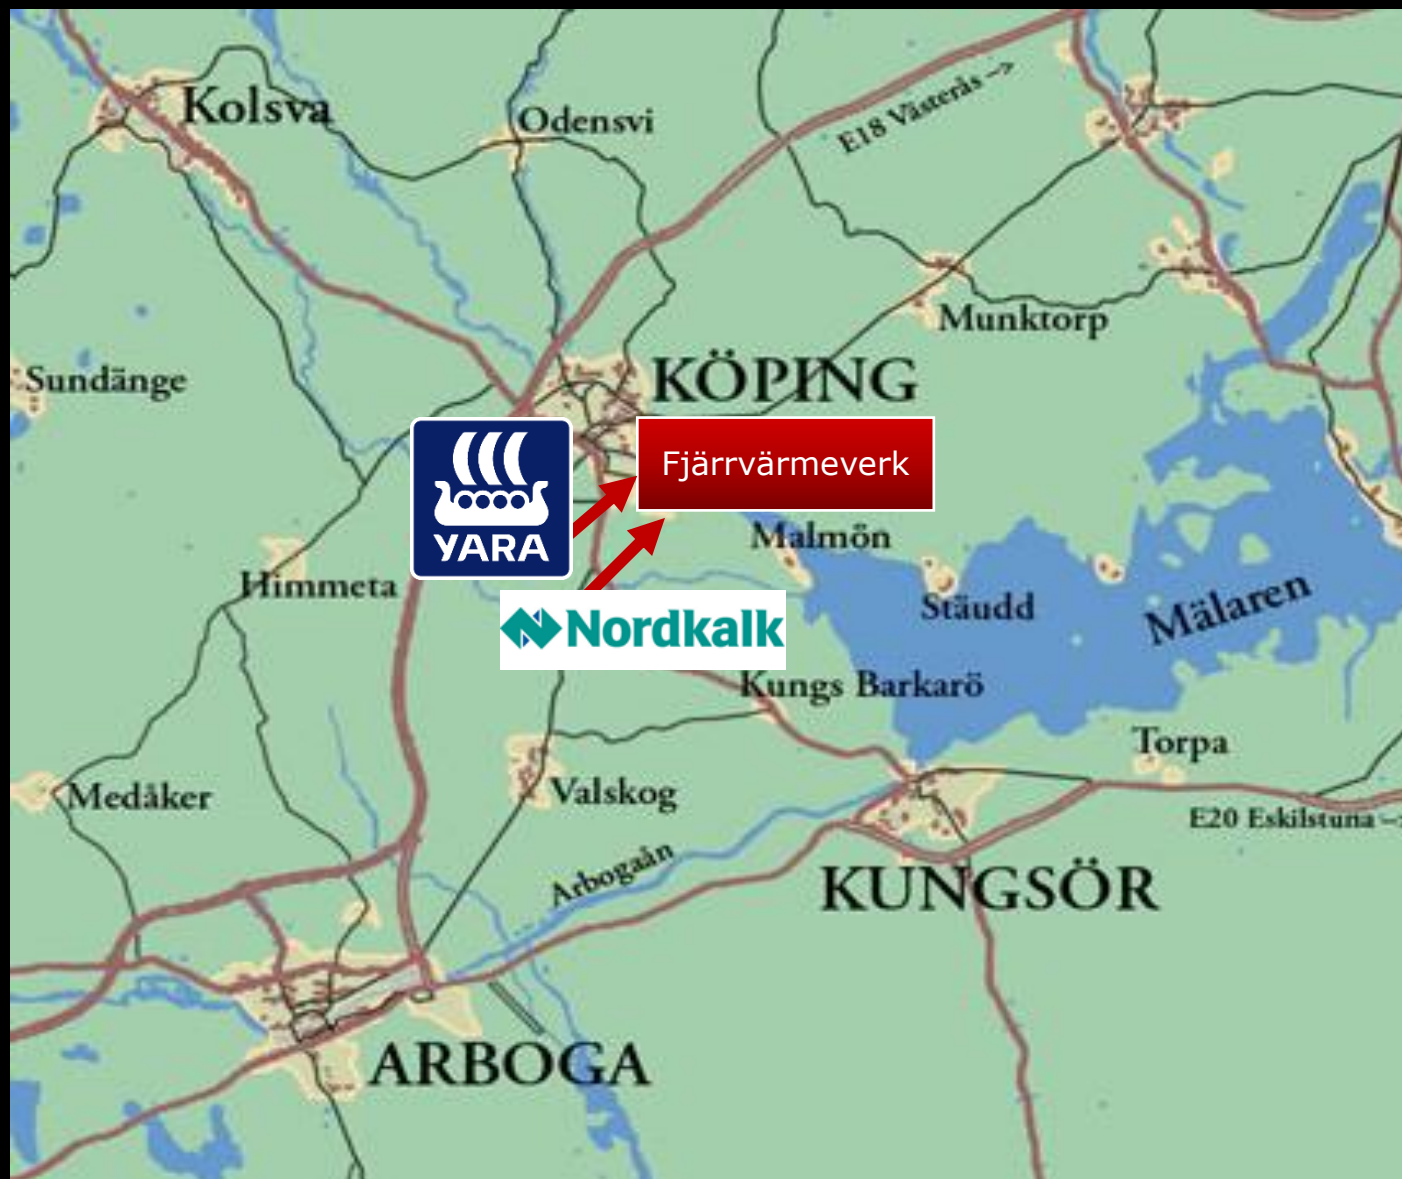 Kolsva
Odensvi
E18 Västerås -->
Munktorp
Sundänge
KÖPING
Fjärrvärmeverk
YARA
Malmön
Himmeta
Stäudd
Mälaren
Nordkalk
Kungs Barkarö
Torpa
Medåker
Valskog
E20 Eskilstuna --
Arbogaån
KUNGSÖR
ARBOGA